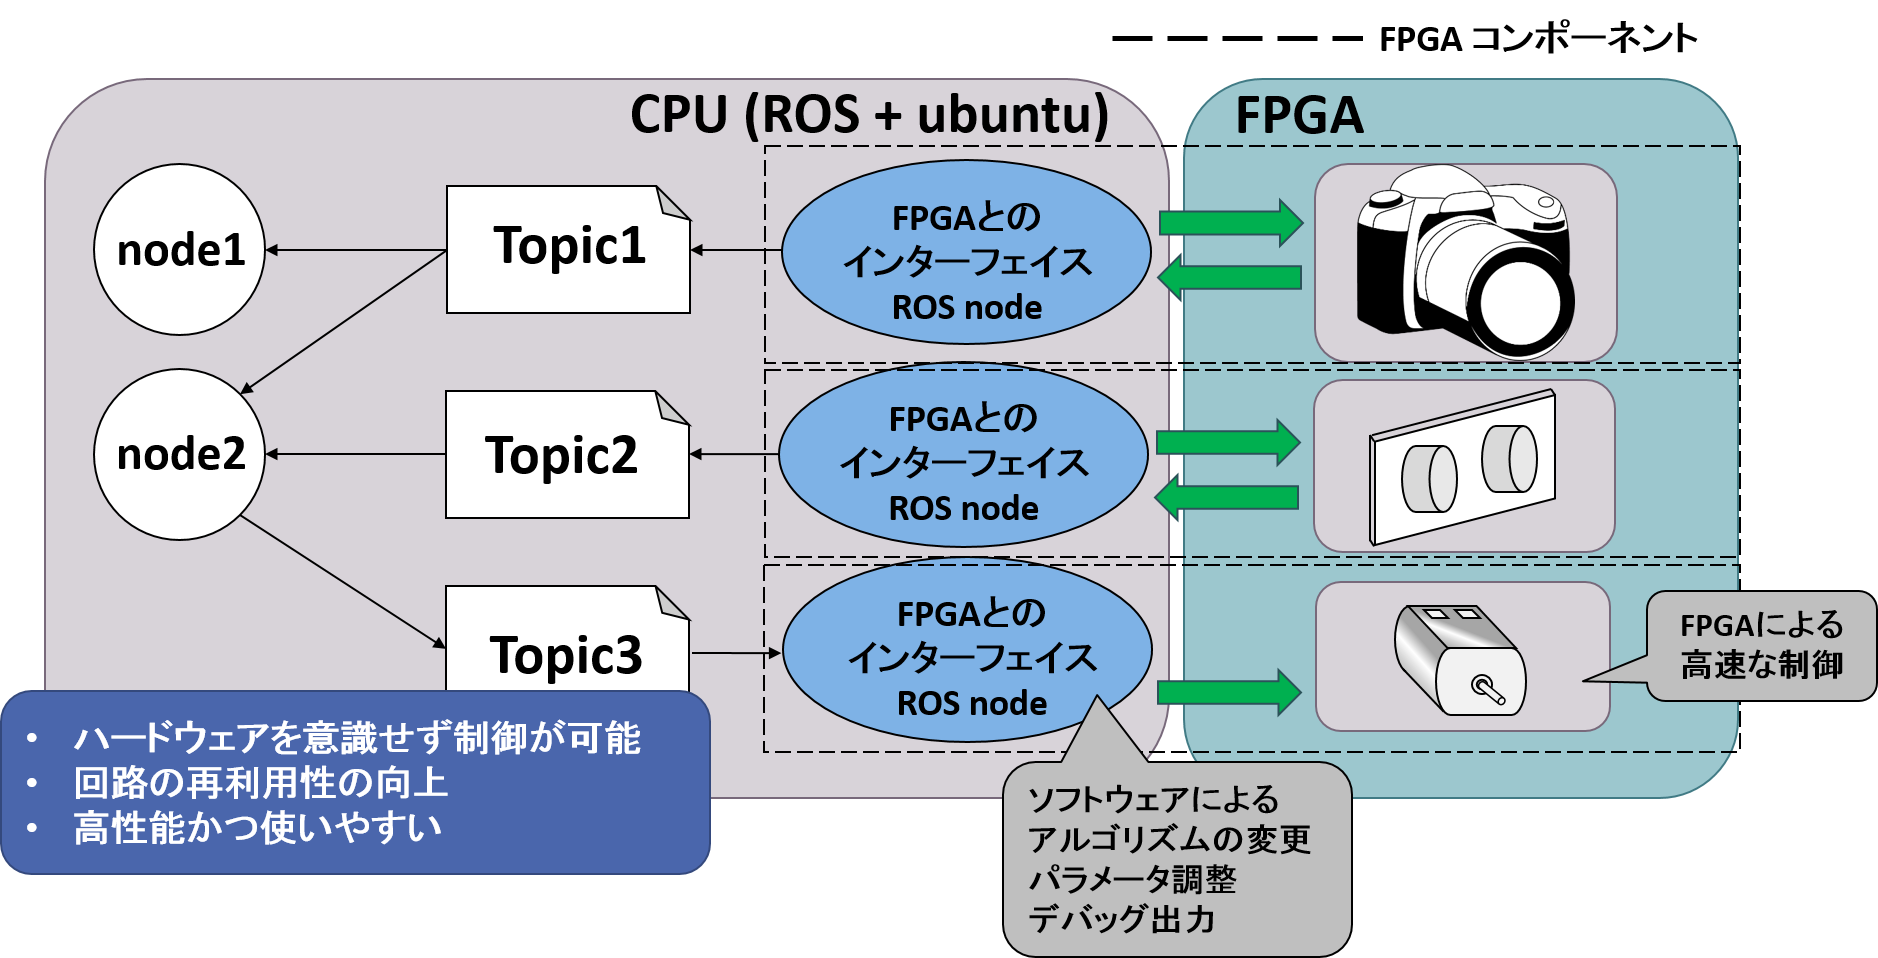 FPGA コンポーネント
CPU (ROS + ubuntu)
FPGA
node1
Topic1
FPGAとの
インターフェイス
ROS node
node2
Topic2
FPGAとの
インターフェイス
ROS node
Topic3
FPGAとの
インターフェイス
ROS node
FPGAによる
高速な制御
• ハードウェアを意識せず制御が可能
• 回路の再利用性の向上
• 高性能かつ使いやすい
ソフトウェアによる
アルゴリズムの変更
パラメータ調整
デバッグ出力